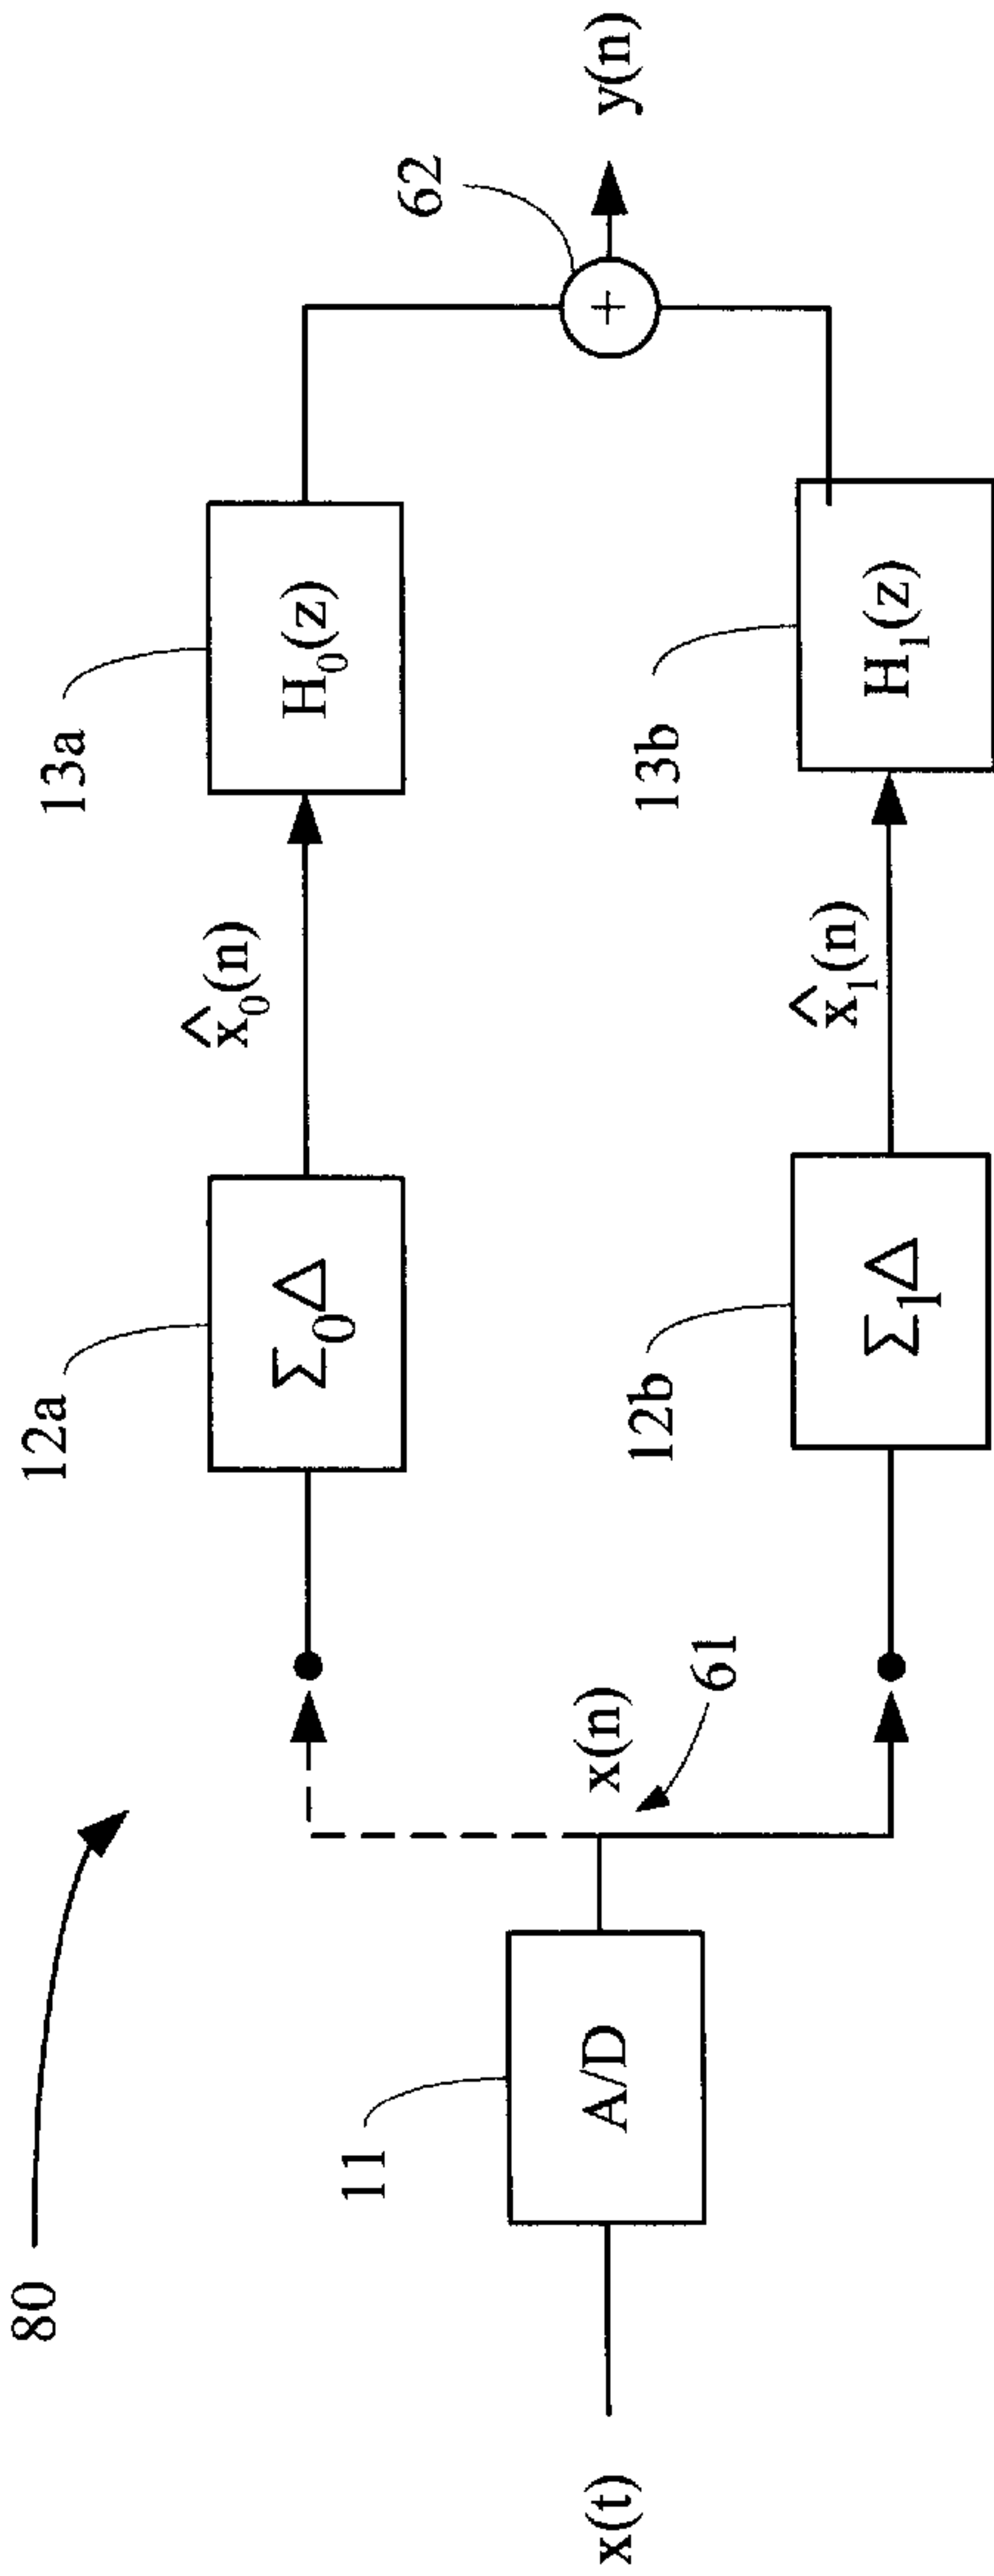 80
12a
13a
Σ₀Δ
x̂₀(n)
H₀(z)
62
x(t)
11
A/D
x(n)
61
+
y(n)
12b
13b
Σ₁Δ
x̂₁(n)
H₁(z)